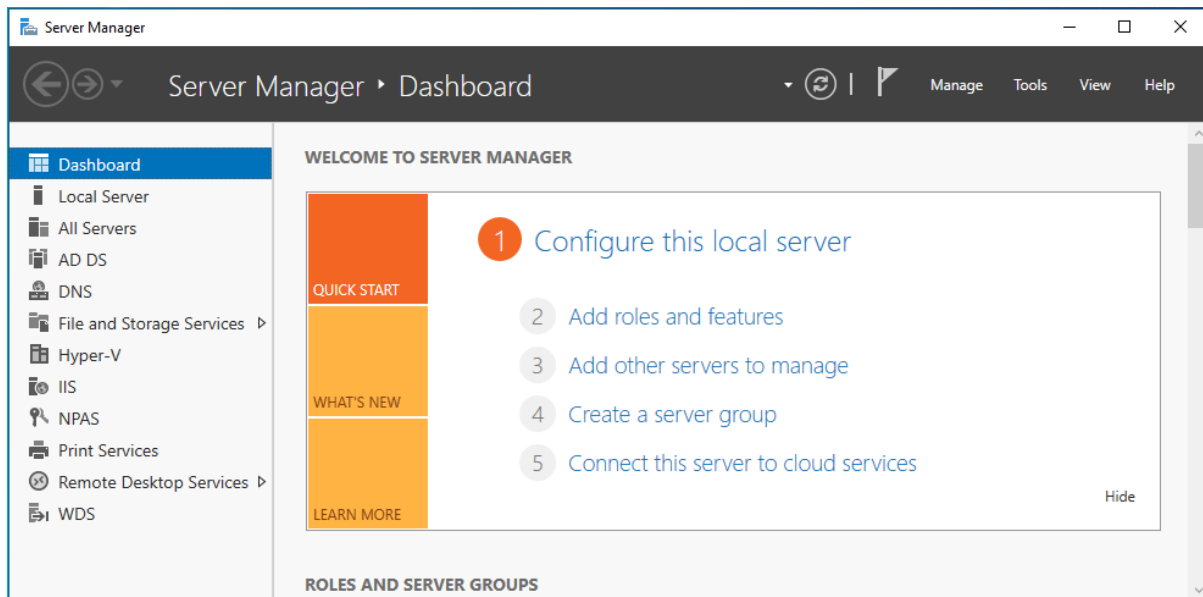 Server Manager
Server Manager ‣ Dashboard
Manage Tools View Help
Dashboard
Local Server
All Servers
AD DS
DNS
File and Storage Services
Hyper-V
IIS
NPAS
Print Services
Remote Desktop Services
WDS
WELCOME TO SERVER MANAGER
QUICK START
WHAT'S NEW
LEARN MORE
1 Configure this local server
2 Add roles and features
3 Add other servers to manage
4 Create a server group
5 Connect this server to cloud services
Hide
ROLES AND SERVER GROUPS